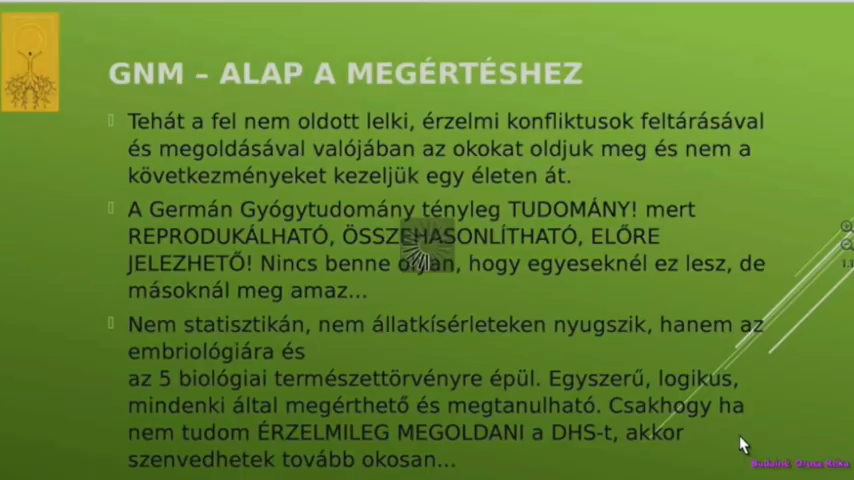 GNM – ALAP A MEGÉRTÉSHEZ
Tehát a fel nem oldott lelki, érzelmi konfliktusok feltárásával
és megoldásával valójában az okokat oldjuk meg és nem a
következményeket kezeljük egy életen át.
A Germán Gyógytudomány tényleg TUDOMÁNY! mert
REPRODUKÁLHATÓ, ÖSSZEHASONLÍTHATÓ, ELŐRE
JELEZHETŐ! Nincs benne olyan, hogy egyeseknél ez lesz, de
másoknál meg amaz...
Nem statisztikán, nem állatkísérleteken nyugszik, hanem az
embriológiára és
az 5 biológiai természettörvényre épül. Egyszerű, logikus,
mindenki által megérthető és megtanulható. Csakhogy ha
nem tudom ÉRZELMILEG MEGOLDANI a DHS-t, akkor
szenvedhetek tovább okosan...